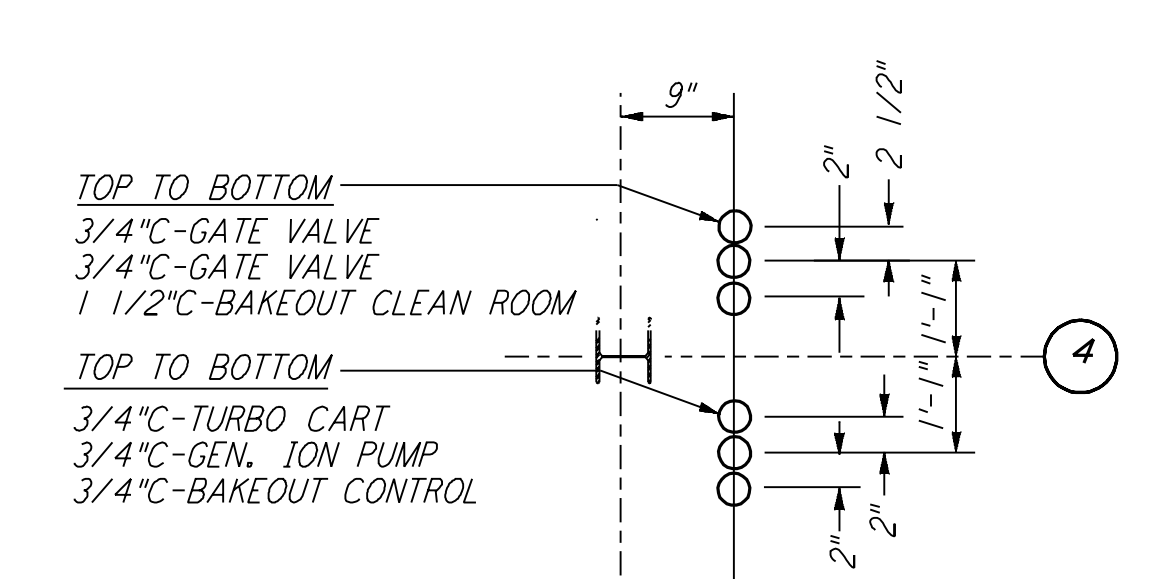 9"
2 1/2"
2"
TOP TO BOTTOM
3/4"C-GATE VALVE
3/4"C-GATE VALVE
1 1/2"C-BAKEOUT CLEAN ROOM
1'-1"
4
TOP TO BOTTOM
1'-1"
3/4"C-TURBO CART
3/4"C-GEN. ION PUMP
3/4"C-BAKEOUT CONTROL
2"
2"